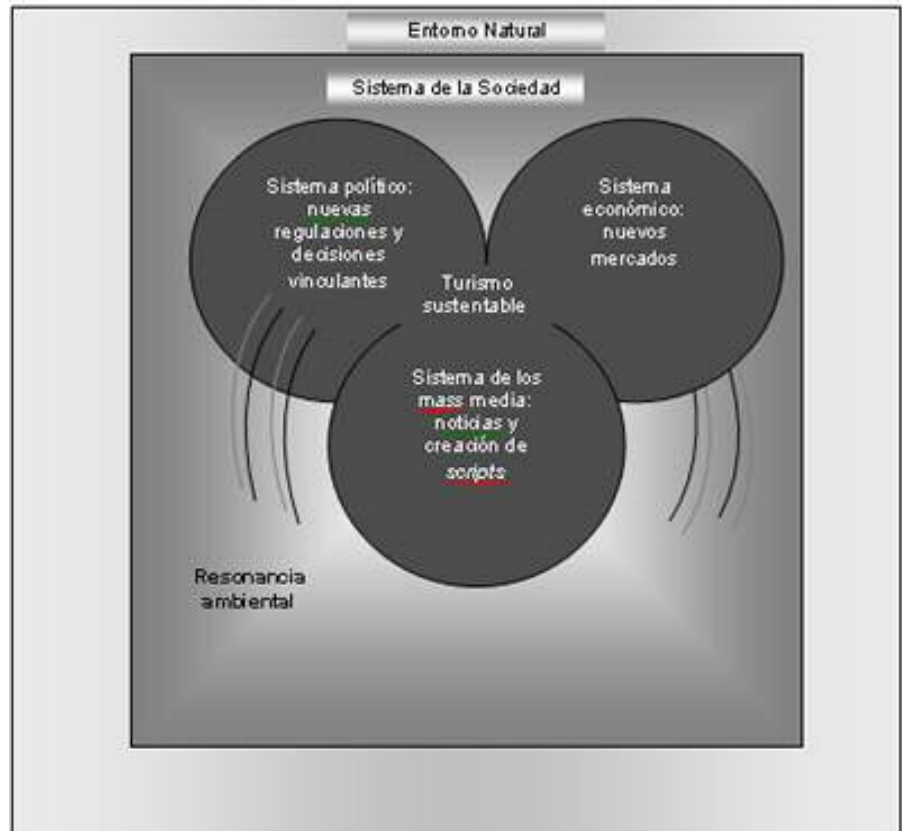 Entorno Natural
Sistema de la Sociedad
Sistema político:
nuevas
regulaciones y
decisiones
vinculantes
Sistema
económico:
nuevos
mercados
Turismo
sustentable
Sistema de los
mass media:
noticias y
creación de
scripts
Resonancia
ambiental